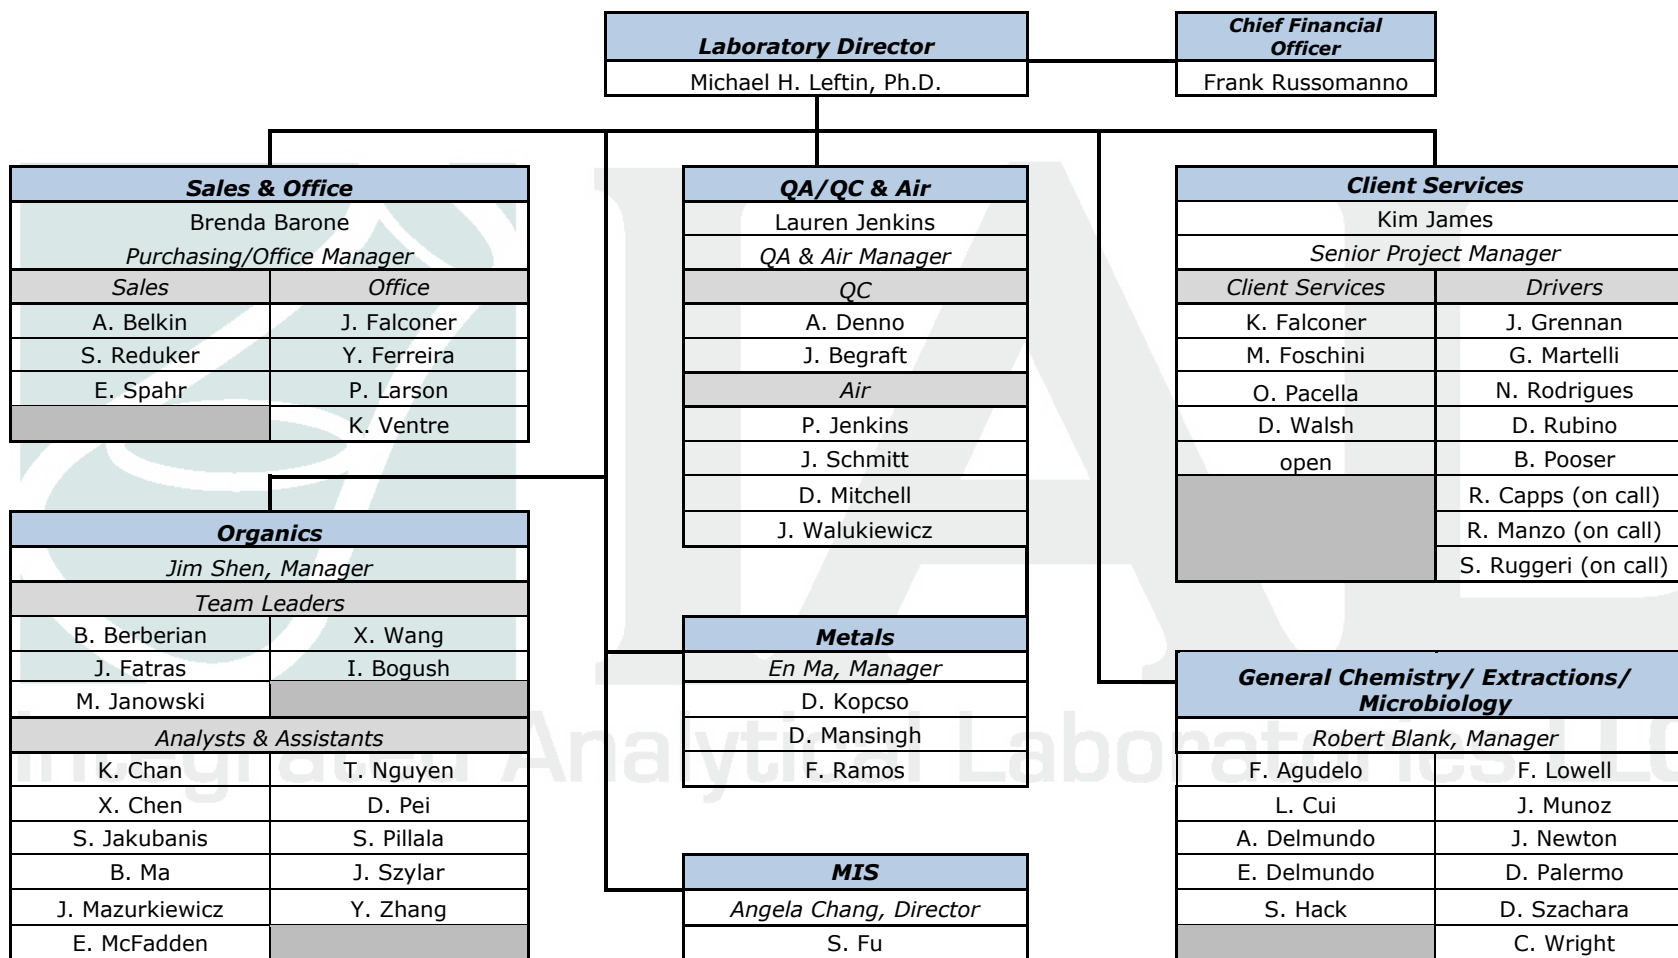 Laboratory Director
Michael H. Leftin, Ph.D.
Chief Financial
Officer
Frank Russomanno
Sales & Office
Brenda Barone
Purchasing/Office Manager
Sales
Office
A. Belkin
J. Falconer
S. Reduker
Y. Ferreira
E. Spahr
P. Larson
K. Ventre
QA/QC & Air
Lauren Jenkins
QA & Air Manager
QC
A. Denno
J. Begraft
Air
P. Jenkins
J. Schmitt
D. Mitchell
J. Walukiewicz
Client Services
Kim James
Senior Project Manager
Client Services
Drivers
K. Falconer
J. Grennan
M. Foschini
G. Martelli
O. Pacella
N. Rodrigues
D. Walsh
D. Rubino
open
B. Pooser
R. Capps (on call)
R. Manzo (on call)
S. Ruggeri (on call)
Organics
Jim Shen, Manager
Team Leaders
B. Berberian
X. Wang
J. Fatras
I. Bogush
M. Janowski
Analysts & Assistants
K. Chan
T. Nguyen
X. Chen
D. Pei
S. Jakubanis
S. Pillala
B. Ma
J. Szylar
J. Mazurkiewicz
Y. Zhang
E. McFadden
Metals
En Ma, Manager
D. Kopcso
D. Mansingh
F. Ramos
MIS
Angela Chang, Director
S. Fu
General Chemistry/ Extractions/
Microbiology
Robert Blank, Manager
F. Agudelo
F. Lowell
L. Cui
J. Munoz
A. Delmundo
J. Newton
E. Delmundo
D. Palermo
S. Hack
D. Szachara
C. Wright
IAL
Integrated Analytical Laboratories LLC